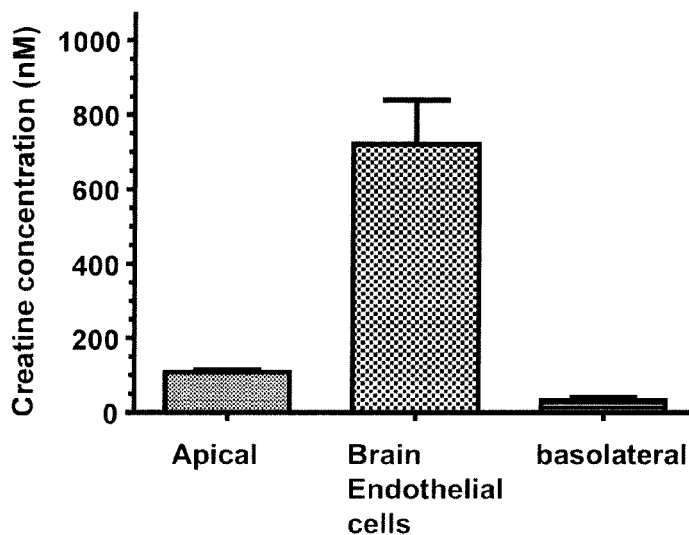 Creatine concentration (nM)
1000
800
600
400
200
0
Apical
Brain
Endothelial
cells
basolateral